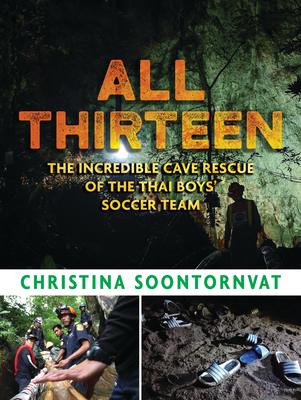 ALL
THIRTEEN
THE INCREDIBLE CAVE RESCUE
OF THE THAI BOYS'
SOCCER TEAM
CHRISTINA SOONTORNVAT